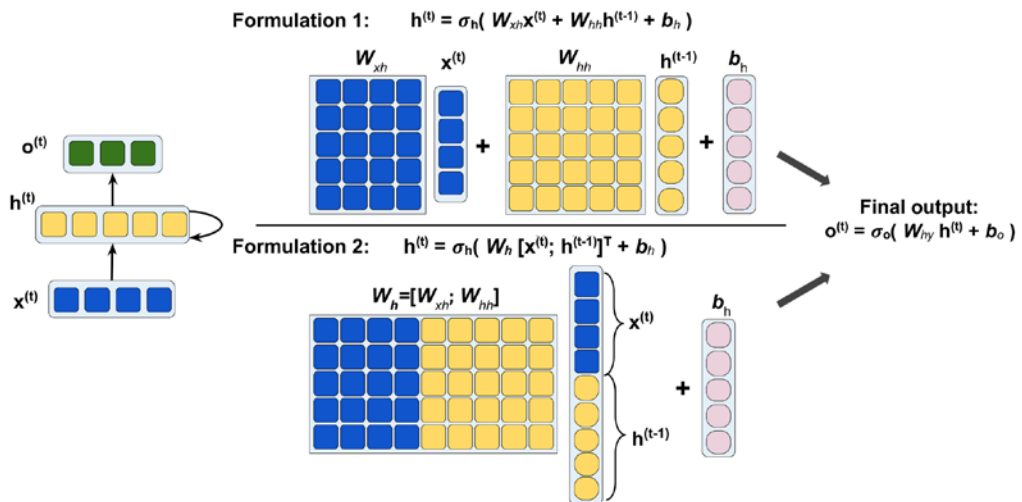 Formulation 1: h⁽ᵗ⁾ = σₕ( Wₓₕx⁽ᵗ⁾ + Wₕₕh⁽ᵗ⁻¹⁾ + bₕ )
Wₓₕ x⁽ᵗ⁾ Wₕₕ h⁽ᵗ⁻¹⁾ bₕ
+ +
o⁽ᵗ⁾
h⁽ᵗ⁾
x⁽ᵗ⁾
Formulation 2: h⁽ᵗ⁾ = σₕ( Wₕ [x⁽ᵗ⁾; h⁽ᵗ⁻¹⁾]ᵀ + bₕ )
Wₕ=[Wₓₕ; Wₕₕ] bₕ
x⁽ᵗ⁾
+
h⁽ᵗ⁻¹⁾
Final output:
o⁽ᵗ⁾ = σₒ( W_hy h⁽ᵗ⁾ + bₒ )